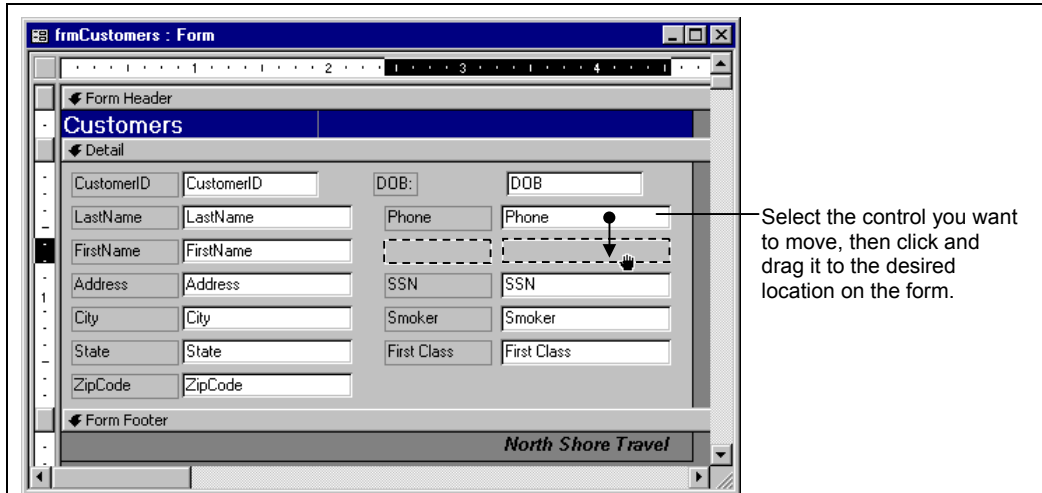 frmCustomers : Form
1 2 3 4
Form Header
Customers
Detail
CustomerID CustomerID DOB: DOB
LastName LastName Phone Phone
FirstName FirstName
Address Address SSN SSN
1
City City Smoker Smoker
State State First Class First Class
ZipCode ZipCode
Form Footer
North Shore Travel
Select the control you want
to move, then click and
drag it to the desired
location on the form.